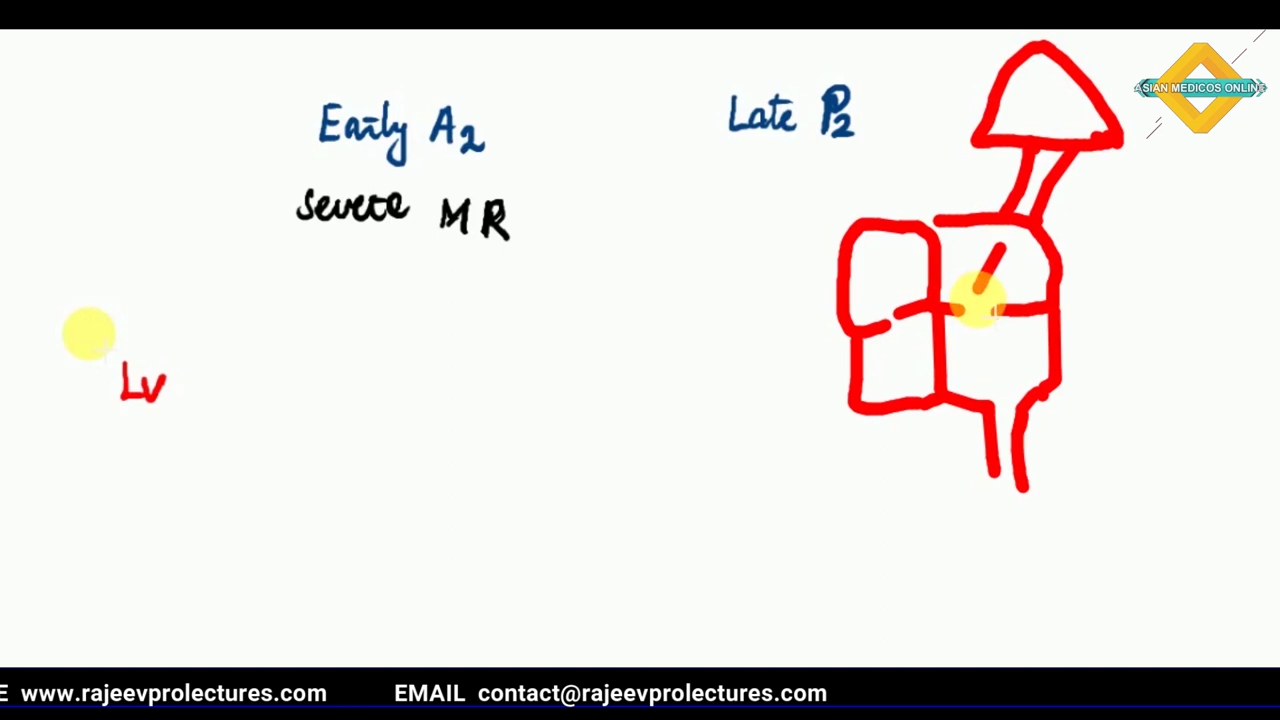 Early A2
Late P2
ASIAN MEDICOS ONLINE
Severe MR
LV
E www.rajeevprolectures.com EMAIL contact@rajeevprolectures.com